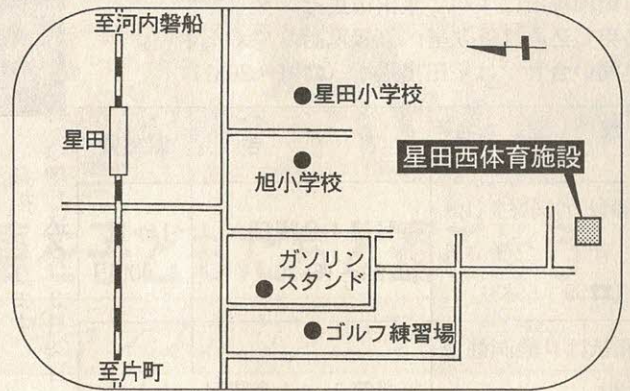 至河内磐船
星田小学校
星田
星田西体育施設
旭小学校
ガソリン
スタンド
ゴルフ練習場
至片町